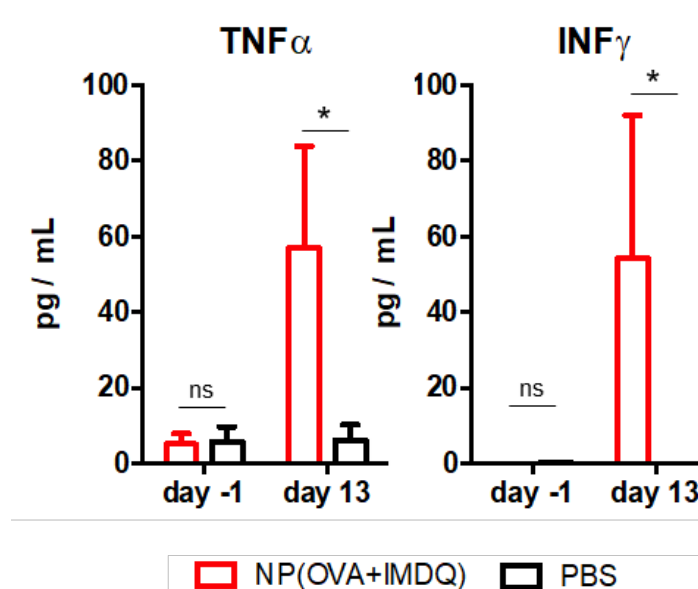 TNFα
INFγ
pg / mL
100
80
60
40
20
0
*
ns
day -1
day 13
pg / mL
100
80
60
40
20
0
*
ns
day -1
day 13
NP(OVA+IMDQ)
PBS